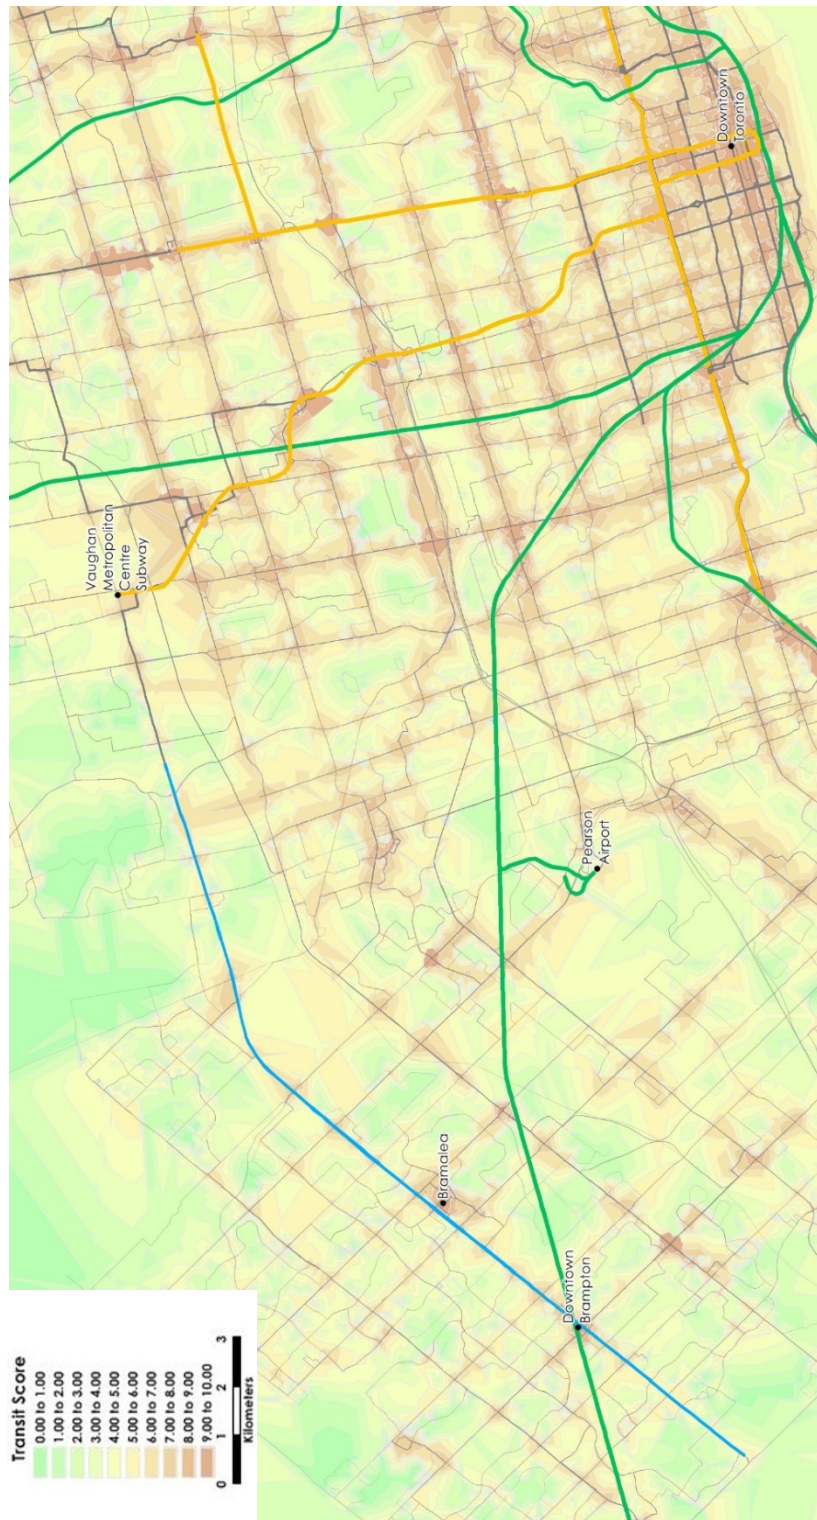 Transit Score
0.00 to 1.00
1.00 to 2.00
2.00 to 3.00
3.00 to 4.00
4.00 to 5.00
5.00 to 6.00
6.00 to 7.00
7.00 to 8.00
8.00 to 9.00
9.00 to 10.00
0 1 2 3
Kilometers
Vaughan
Metropolitan
Centre
Subway
Downtown
Toronto
Pearson
Airport
Bramalea
Downtown
Brampton